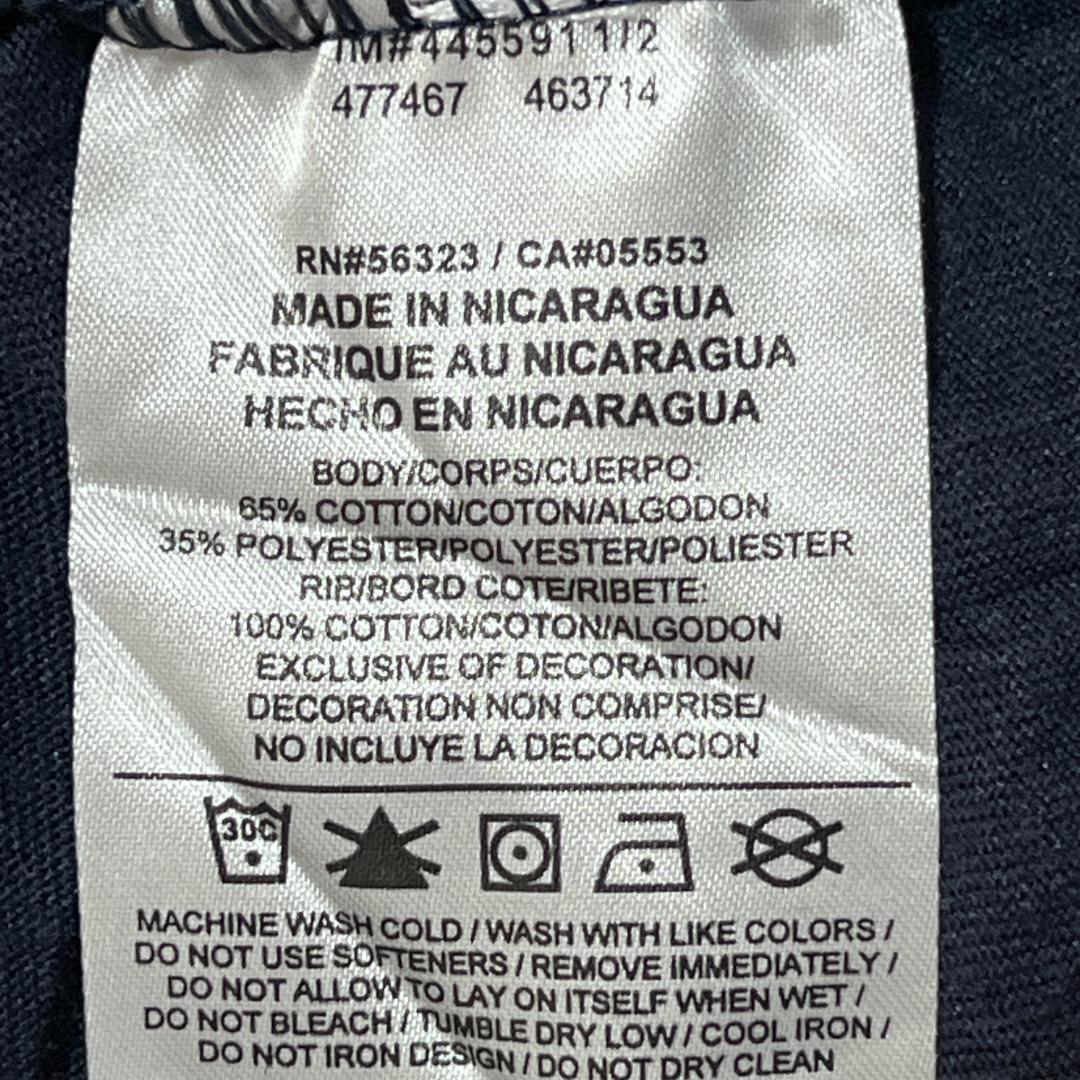 IM#445591 1/2
477467 463714
RN#56323 / CA#05553
MADE IN NICARAGUA
FABRIQUE AU NICARAGUA
HECHO EN NICARAGUA
BODY/CORPS/CUERPO:
65% COTTON/COTON/ALGODON
35% POLYESTER/POLYESTER/POLIESTER
RIB/BORD COTE/RIBETE:
100% COTTON/COTON/ALGODON
EXCLUSIVE OF DECORATION/
DECORATION NON COMPRISE/
NO INCLUYE LA DECORACION
30C
MACHINE WASH COLD / WASH WITH LIKE COLORS /
DO NOT USE SOFTENERS / REMOVE IMMEDIATELY /
DO NOT ALLOW TO LAY ON ITSELF WHEN WET /
DO NOT BLEACH / TUMBLE DRY LOW / COOL IRON /
DO NOT IRON DESIGN / DO NOT DRY CLEAN